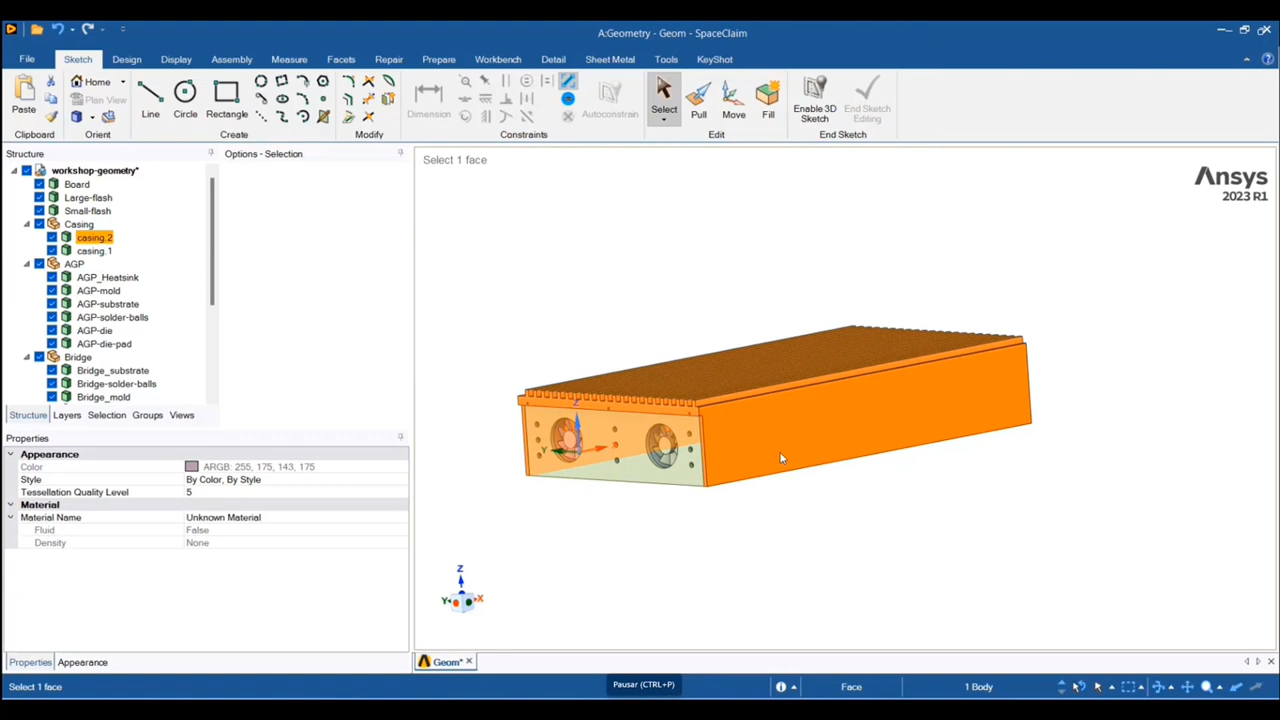 A:Geometry - Geom - SpaceClaim
File Sketch Design Display Assembly Measure Facets Repair Prepare Workbench Detail Sheet Metal Tools KeyShot
Home
Plan View
Paste
Line Circle Rectangle
Dimension
Autoconstrain
Select Pull Move Fill
Enable 3D Sketch
End Sketch Editing
Clipboard Orient Create Modify Constraints Edit End Sketch
Structure
Options - Selection
workshop-geometry*
Board
Large-flash
Small-flash
Casing
casing.2
casing.1
AGP
AGP_Heatsink
AGP-mold
AGP-substrate
AGP-solder-balls
AGP-die
AGP-die-pad
Bridge
Bridge_substrate
Bridge-solder-balls
Bridge_mold
Structure Layers Selection Groups Views
Properties
Appearance
Color ARGB: 255, 175, 143, 175
Style By Color, By Style
Tessellation Quality Level 5
Material
Material Name Unknown Material
Fluid False
Density None
Properties Appearance
Select 1 face
Ansys
2023 R1
Z
Y
Z
Y X
Geom*
Select 1 face
Pausar (CTRL+P)
Face
1 Body